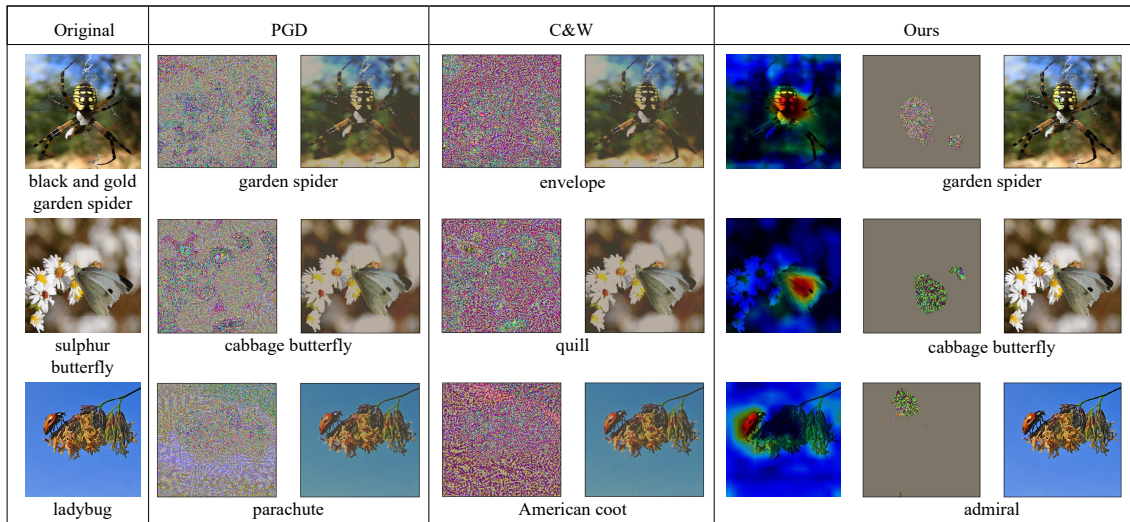 Original PGD C&W Ours
black and gold
garden spider
garden spider
envelope
garden spider
sulphur
butterfly
cabbage butterfly
quill
cabbage butterfly
ladybug
parachute
American coot
admiral